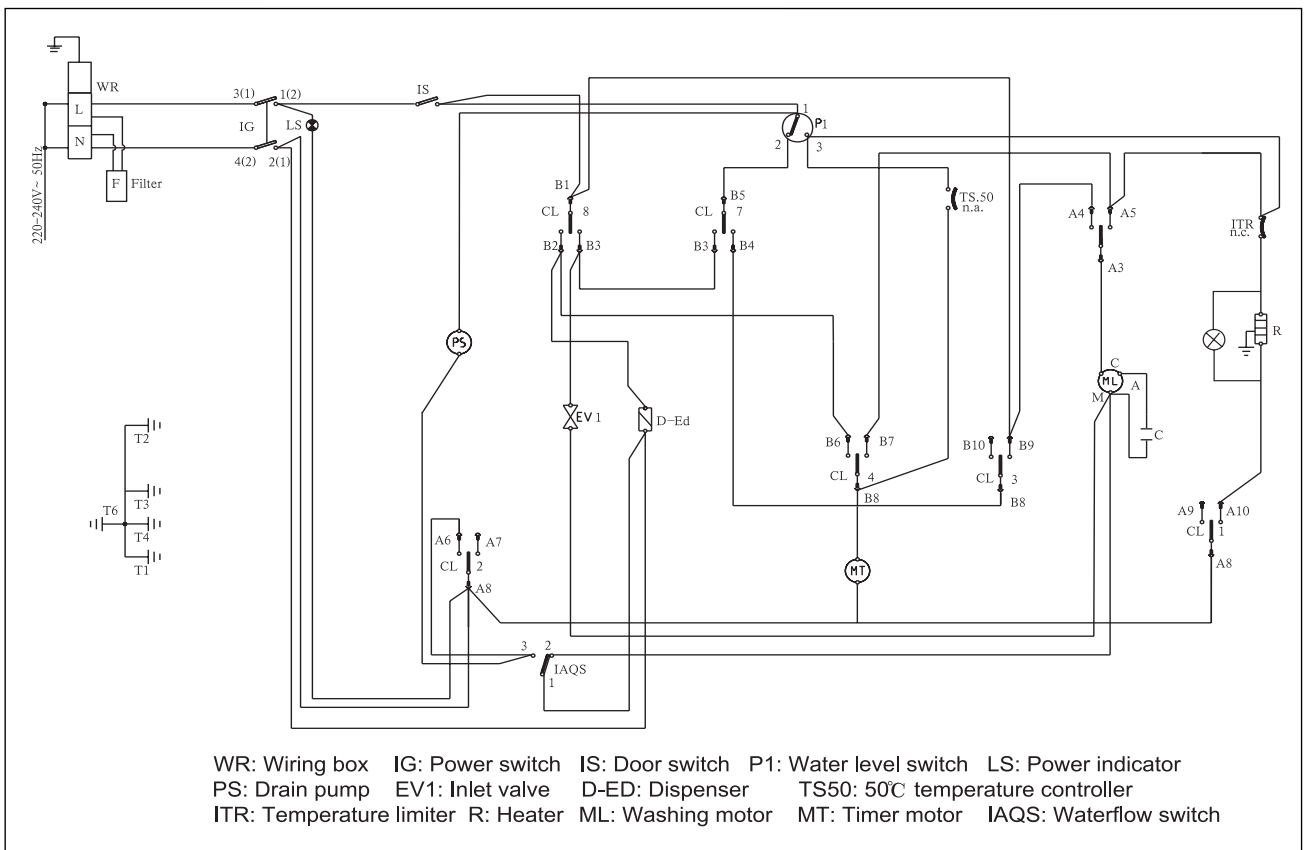 WR
L
N
220-240V~ 50Hz
F Filter
3(1) 1(2)
IG
4(2) 2(1)
LS
IS
1
P1
2 3
B1
CL 8
B2 B3
B5
CL 7
B3 B4
TS.50
n.a.
A4 A5
A3
ITR
n.c.
R
PS
EV1
D-Ed
C
ML A
M
C
B6 B7
CL 4
B8
B10 B9
CL 3
B8
A9 A10
CL 1
A8
T2
T3
T6
T4
T1
A6 A7
CL 2
A8
MT
3 2
IAQS
1
WR: Wiring box IG: Power switch IS: Door switch P1: Water level switch LS: Power indicator
PS: Drain pump EV1: Inlet valve D-ED: Dispenser TS50: 50℃ temperature controller
ITR: Temperature limiter R: Heater ML: Washing motor MT: Timer motor IAQS: Waterflow switch